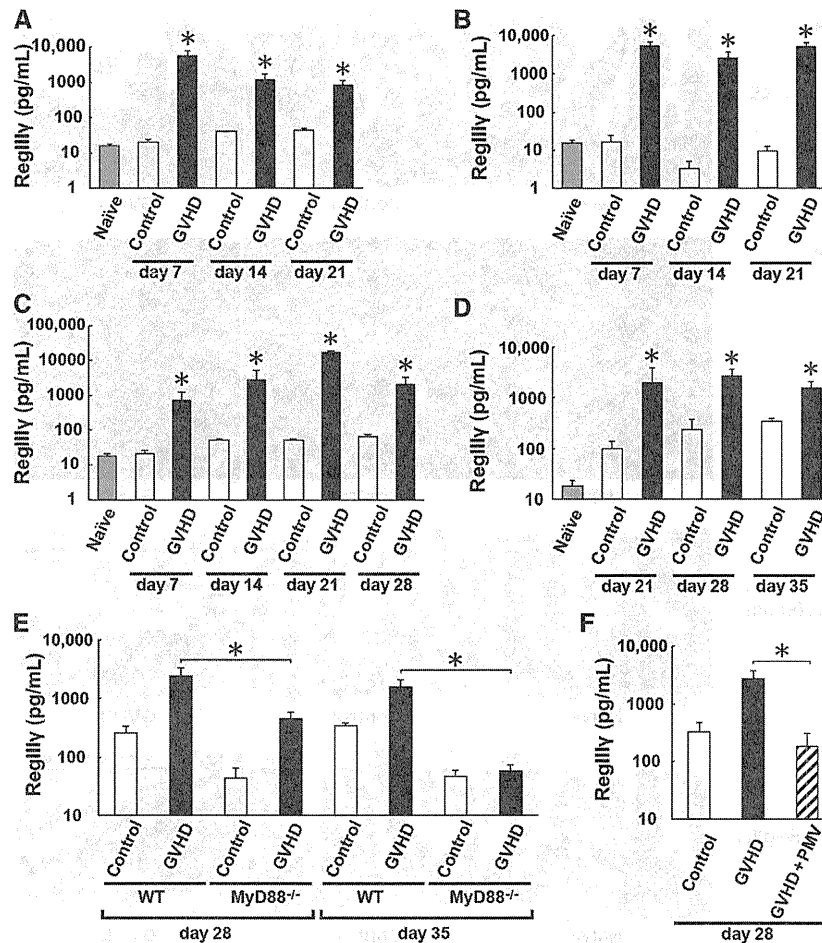 A
RegIIIγ (pg/mL)
10,000
1000
100
10
1
*
*
*
Naïve
Control
GVHD
Control
GVHD
Control
GVHD
day 7
day 14
day 21
B
RegIIIγ (pg/mL)
10,000
1000
100
10
1
*
*
*
Naïve
Control
GVHD
Control
GVHD
Control
GVHD
day 7
day 14
day 21
C
RegIIIγ (pg/mL)
100,000
10000
1000
100
10
1
*
*
*
*
Naïve
Control
GVHD
Control
GVHD
Control
GVHD
Control
GVHD
day 7
day 14
day 21
day 28
D
RegIIIγ (pg/mL)
10,000
1000
100
10
*
*
*
Naïve
Control
GVHD
Control
GVHD
Control
GVHD
day 21
day 28
day 35
E
RegIIIγ (pg/mL)
10,000
1000
100
10
*
*
Control
GVHD
Control
GVHD
Control
GVHD
Control
GVHD
WT
MyD88-/-
WT
MyD88-/-
day 28
day 35
F
RegIIIγ (pg/mL)
10,000
1000
100
10
*
Control
GVHD
GVHD+PMV
day 28